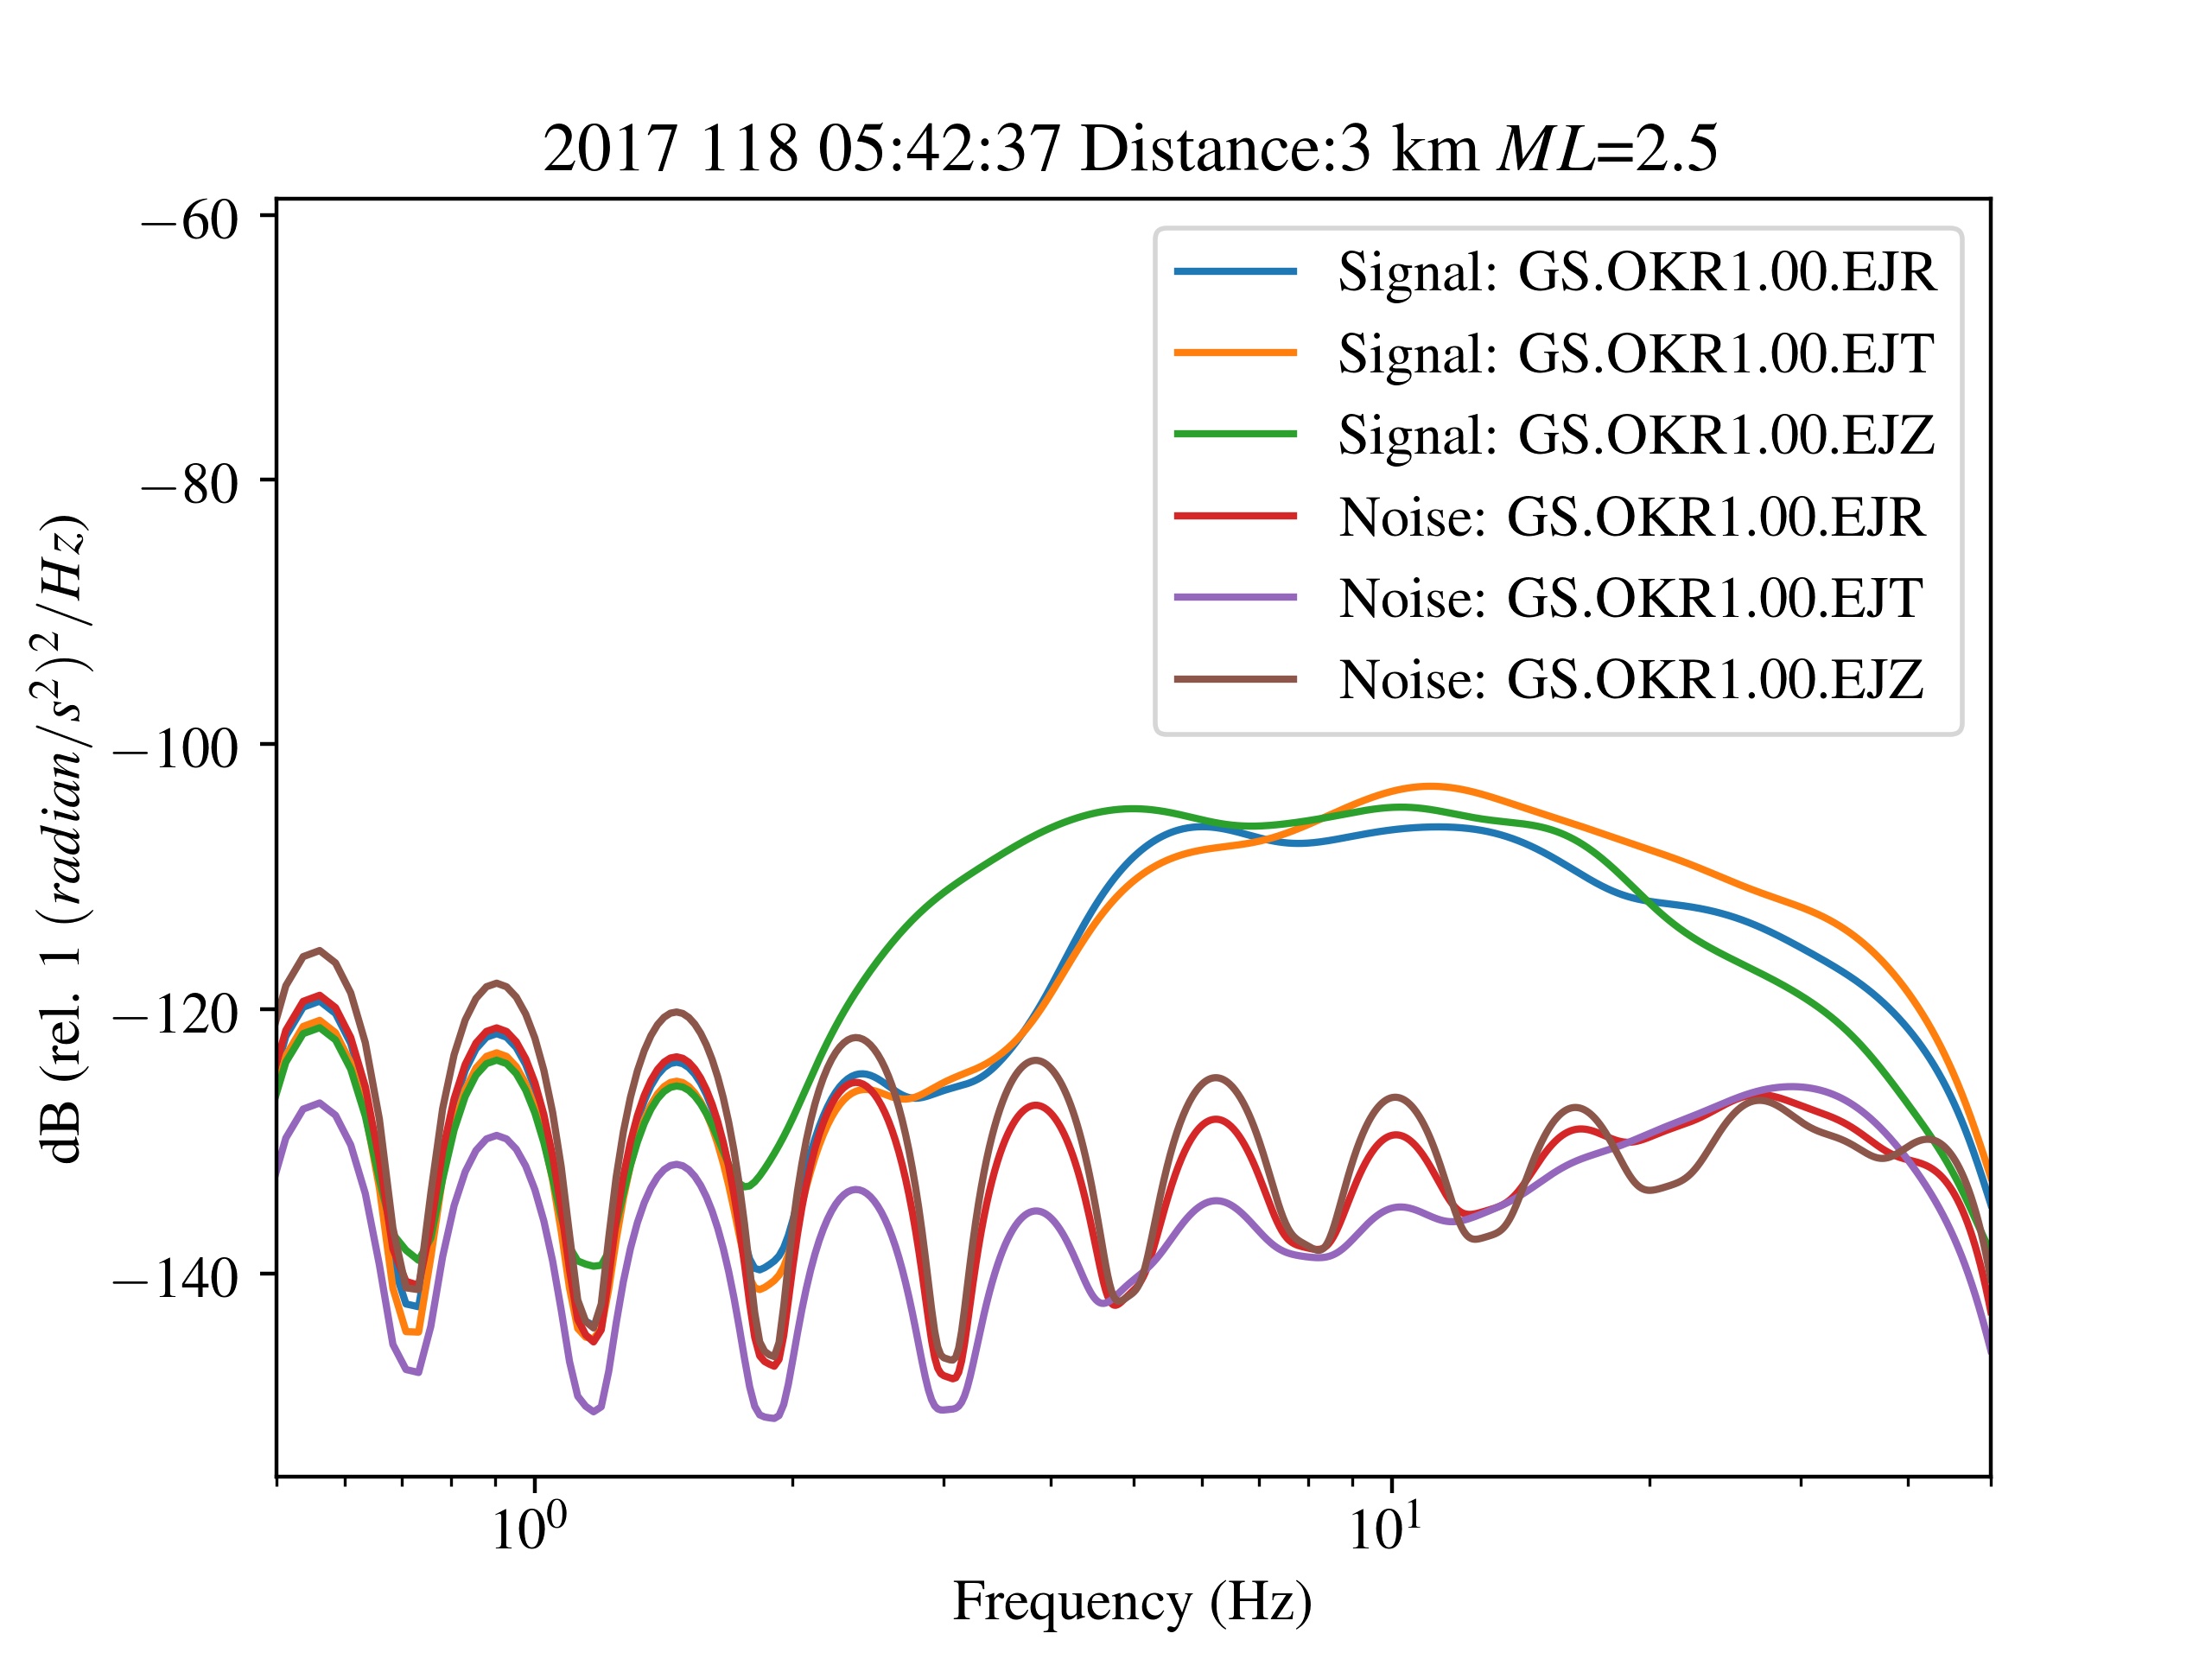 2017 118 05:42:37 Distance:3 km ML=2.5
−60
−80
−100
−120
−140
dB (rel. 1 (radian/s²)²/Hz)
Signal: GS.OKR1.00.EJR
Signal: GS.OKR1.00.EJT
Signal: GS.OKR1.00.EJZ
Noise: GS.OKR1.00.EJR
Noise: GS.OKR1.00.EJT
Noise: GS.OKR1.00.EJZ
10⁰ 10¹
Frequency (Hz)